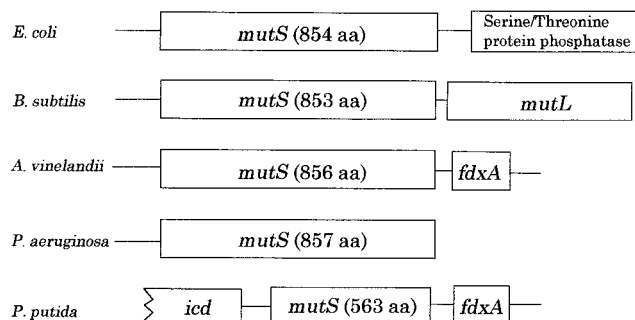 E. coli
mutS (854 aa)
Serine/Threonine
protein phosphatase
B. subtilis
mutS (853 aa)
mutL
A. vinelandii
mutS (856 aa)
fdxA
P. aeruginosa
mutS (857 aa)
P. putida
icd
mutS (563 aa)
fdxA